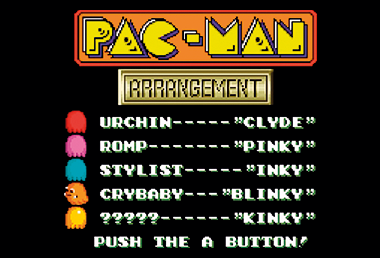 PAC-MAN
ARRANGEMENT
URCHIN-----"CLYDE"
ROMP-------"PINKY"
STYLIST-----"INKY"
CRYBABY---"BLINKY"
?????------"KINKY"
PUSH THE A BUTTON!